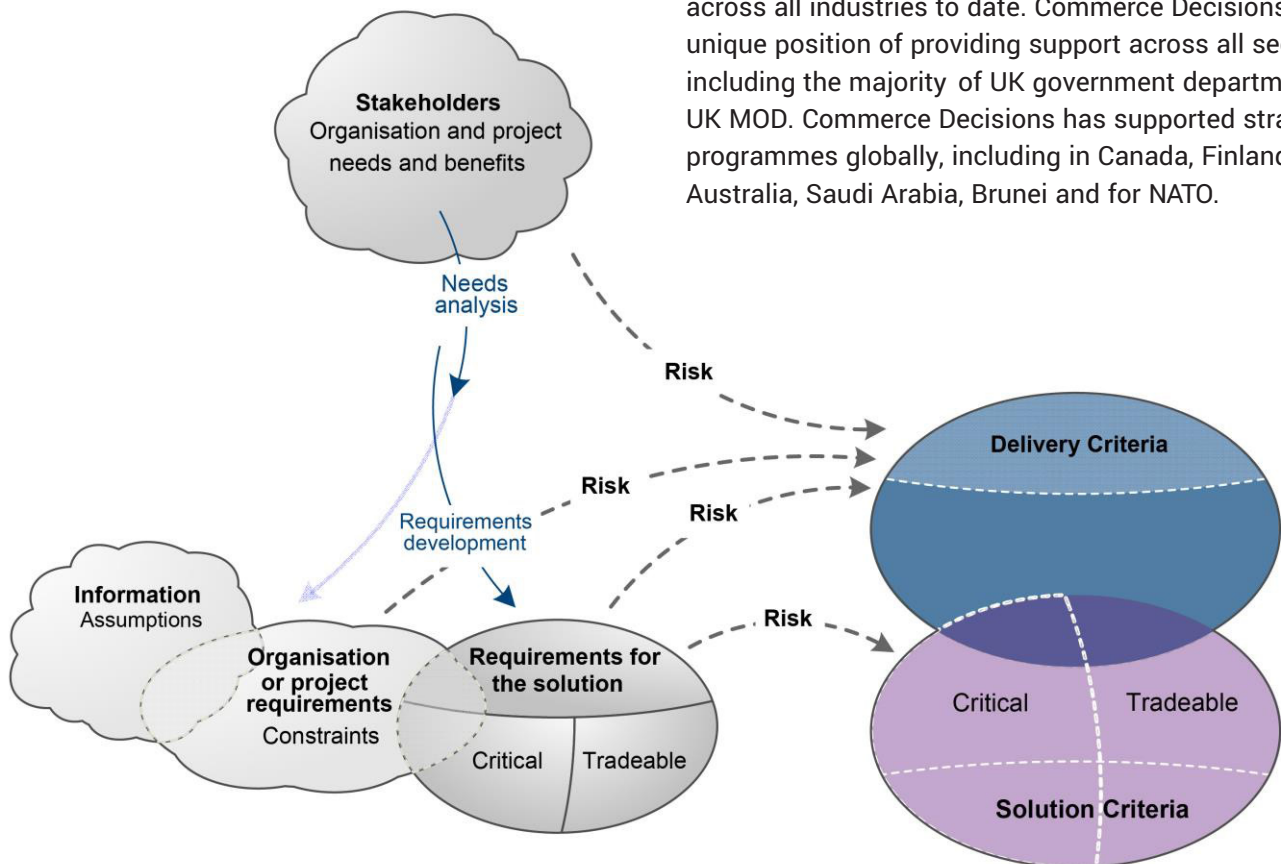 across all industries to date. Commerce Decisions
unique position of providing support across all se
including the majority of UK government departm
UK MOD. Commerce Decisions has supported stra
programmes globally, including in Canada, Finland
Australia, Saudi Arabia, Brunei and for NATO.
Stakeholders
Organisation and project
needs and benefits
Needs
analysis
Risk
Delivery Criteria
Risk
Risk
Requirements
development
Information
Assumptions
Organisation
or project
requirements
Constraints
Requirements for
the solution
Critical
Tradeable
Risk
Critical
Tradeable
Solution Criteria